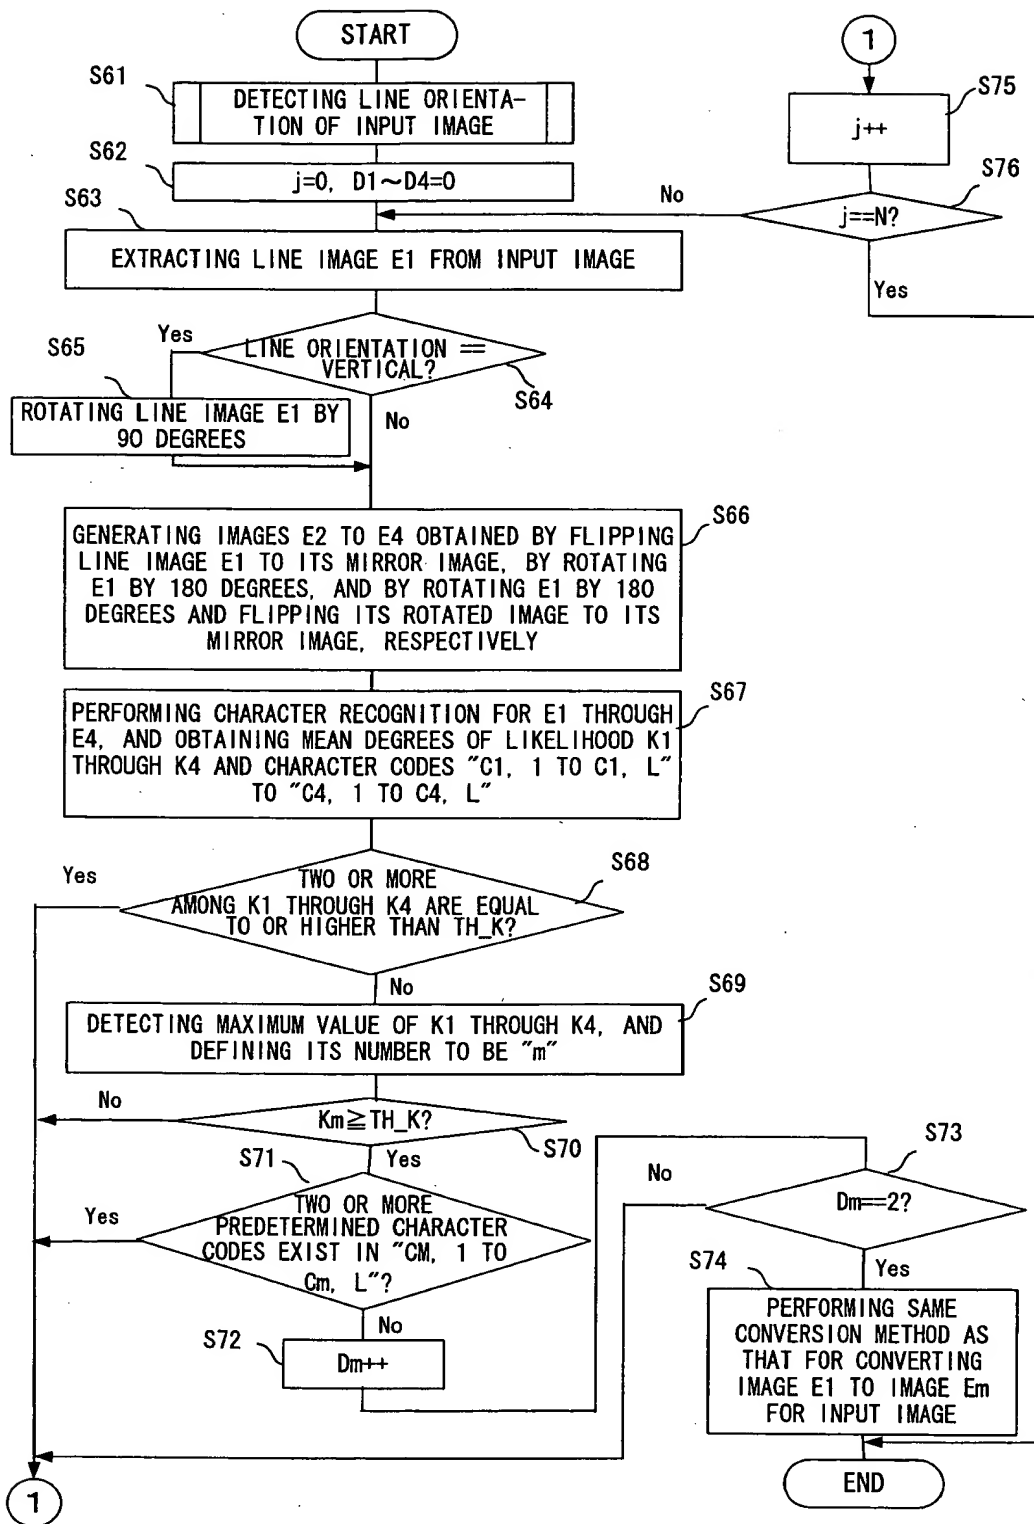 START
S61
DETECTING LINE ORIENTA-
TION OF INPUT IMAGE
S62
j=0, D1~D4=0
S63
EXTRACTING LINE IMAGE E1 FROM INPUT IMAGE
Yes
LINE ORIENTATION ==
VERTICAL?
S64
S65
No
ROTATING LINE IMAGE E1 BY
90 DEGREES
S66
GENERATING IMAGES E2 TO E4 OBTAINED BY FLIPPING
LINE IMAGE E1 TO ITS MIRROR IMAGE, BY ROTATING
E1 BY 180 DEGREES, AND BY ROTATING E1 BY 180
DEGREES AND FLIPPING ITS ROTATED IMAGE TO ITS
MIRROR IMAGE, RESPECTIVELY
S67
PERFORMING CHARACTER RECOGNITION FOR E1 THROUGH
E4, AND OBTAINING MEAN DEGREES OF LIKELIHOOD K1
THROUGH K4 AND CHARACTER CODES "C1, 1 TO C1, L"
TO "C4, 1 TO C4, L"
S68
Yes
TWO OR MORE
AMONG K1 THROUGH K4 ARE EQUAL
TO OR HIGHER THAN TH_K?
No
S69
DETECTING MAXIMUM VALUE OF K1 THROUGH K4, AND
DEFINING ITS NUMBER TO BE "m"
No
Km≧TH_K?
S70
Yes
S71
Yes
TWO OR MORE
PREDETERMINED CHARACTER
CODES EXIST IN "CM, 1 TO
Cm, L"?
No
S72
Dm++
S73
No
Dm==2?
Yes
S74
PERFORMING SAME
CONVERSION METHOD AS
THAT FOR CONVERTING
IMAGE E1 TO IMAGE Em
FOR INPUT IMAGE
END
1
1
S75
j++
S76
No
j==N?
Yes